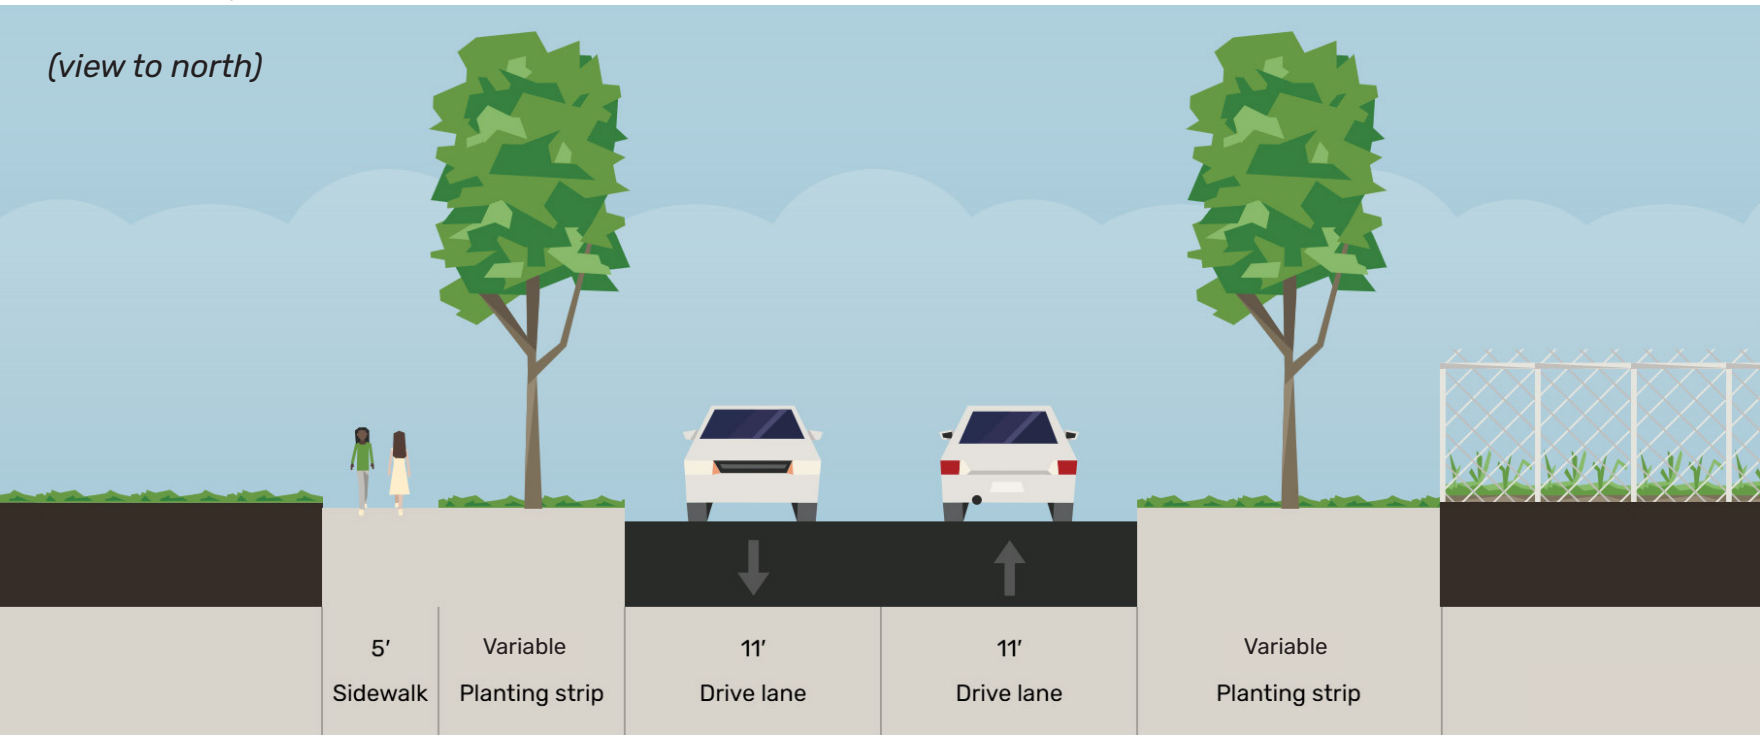 (view to north)
5′
Variable
11′
11′
Variable
Sidewalk
Planting strip
Drive lane
Drive lane
Planting strip